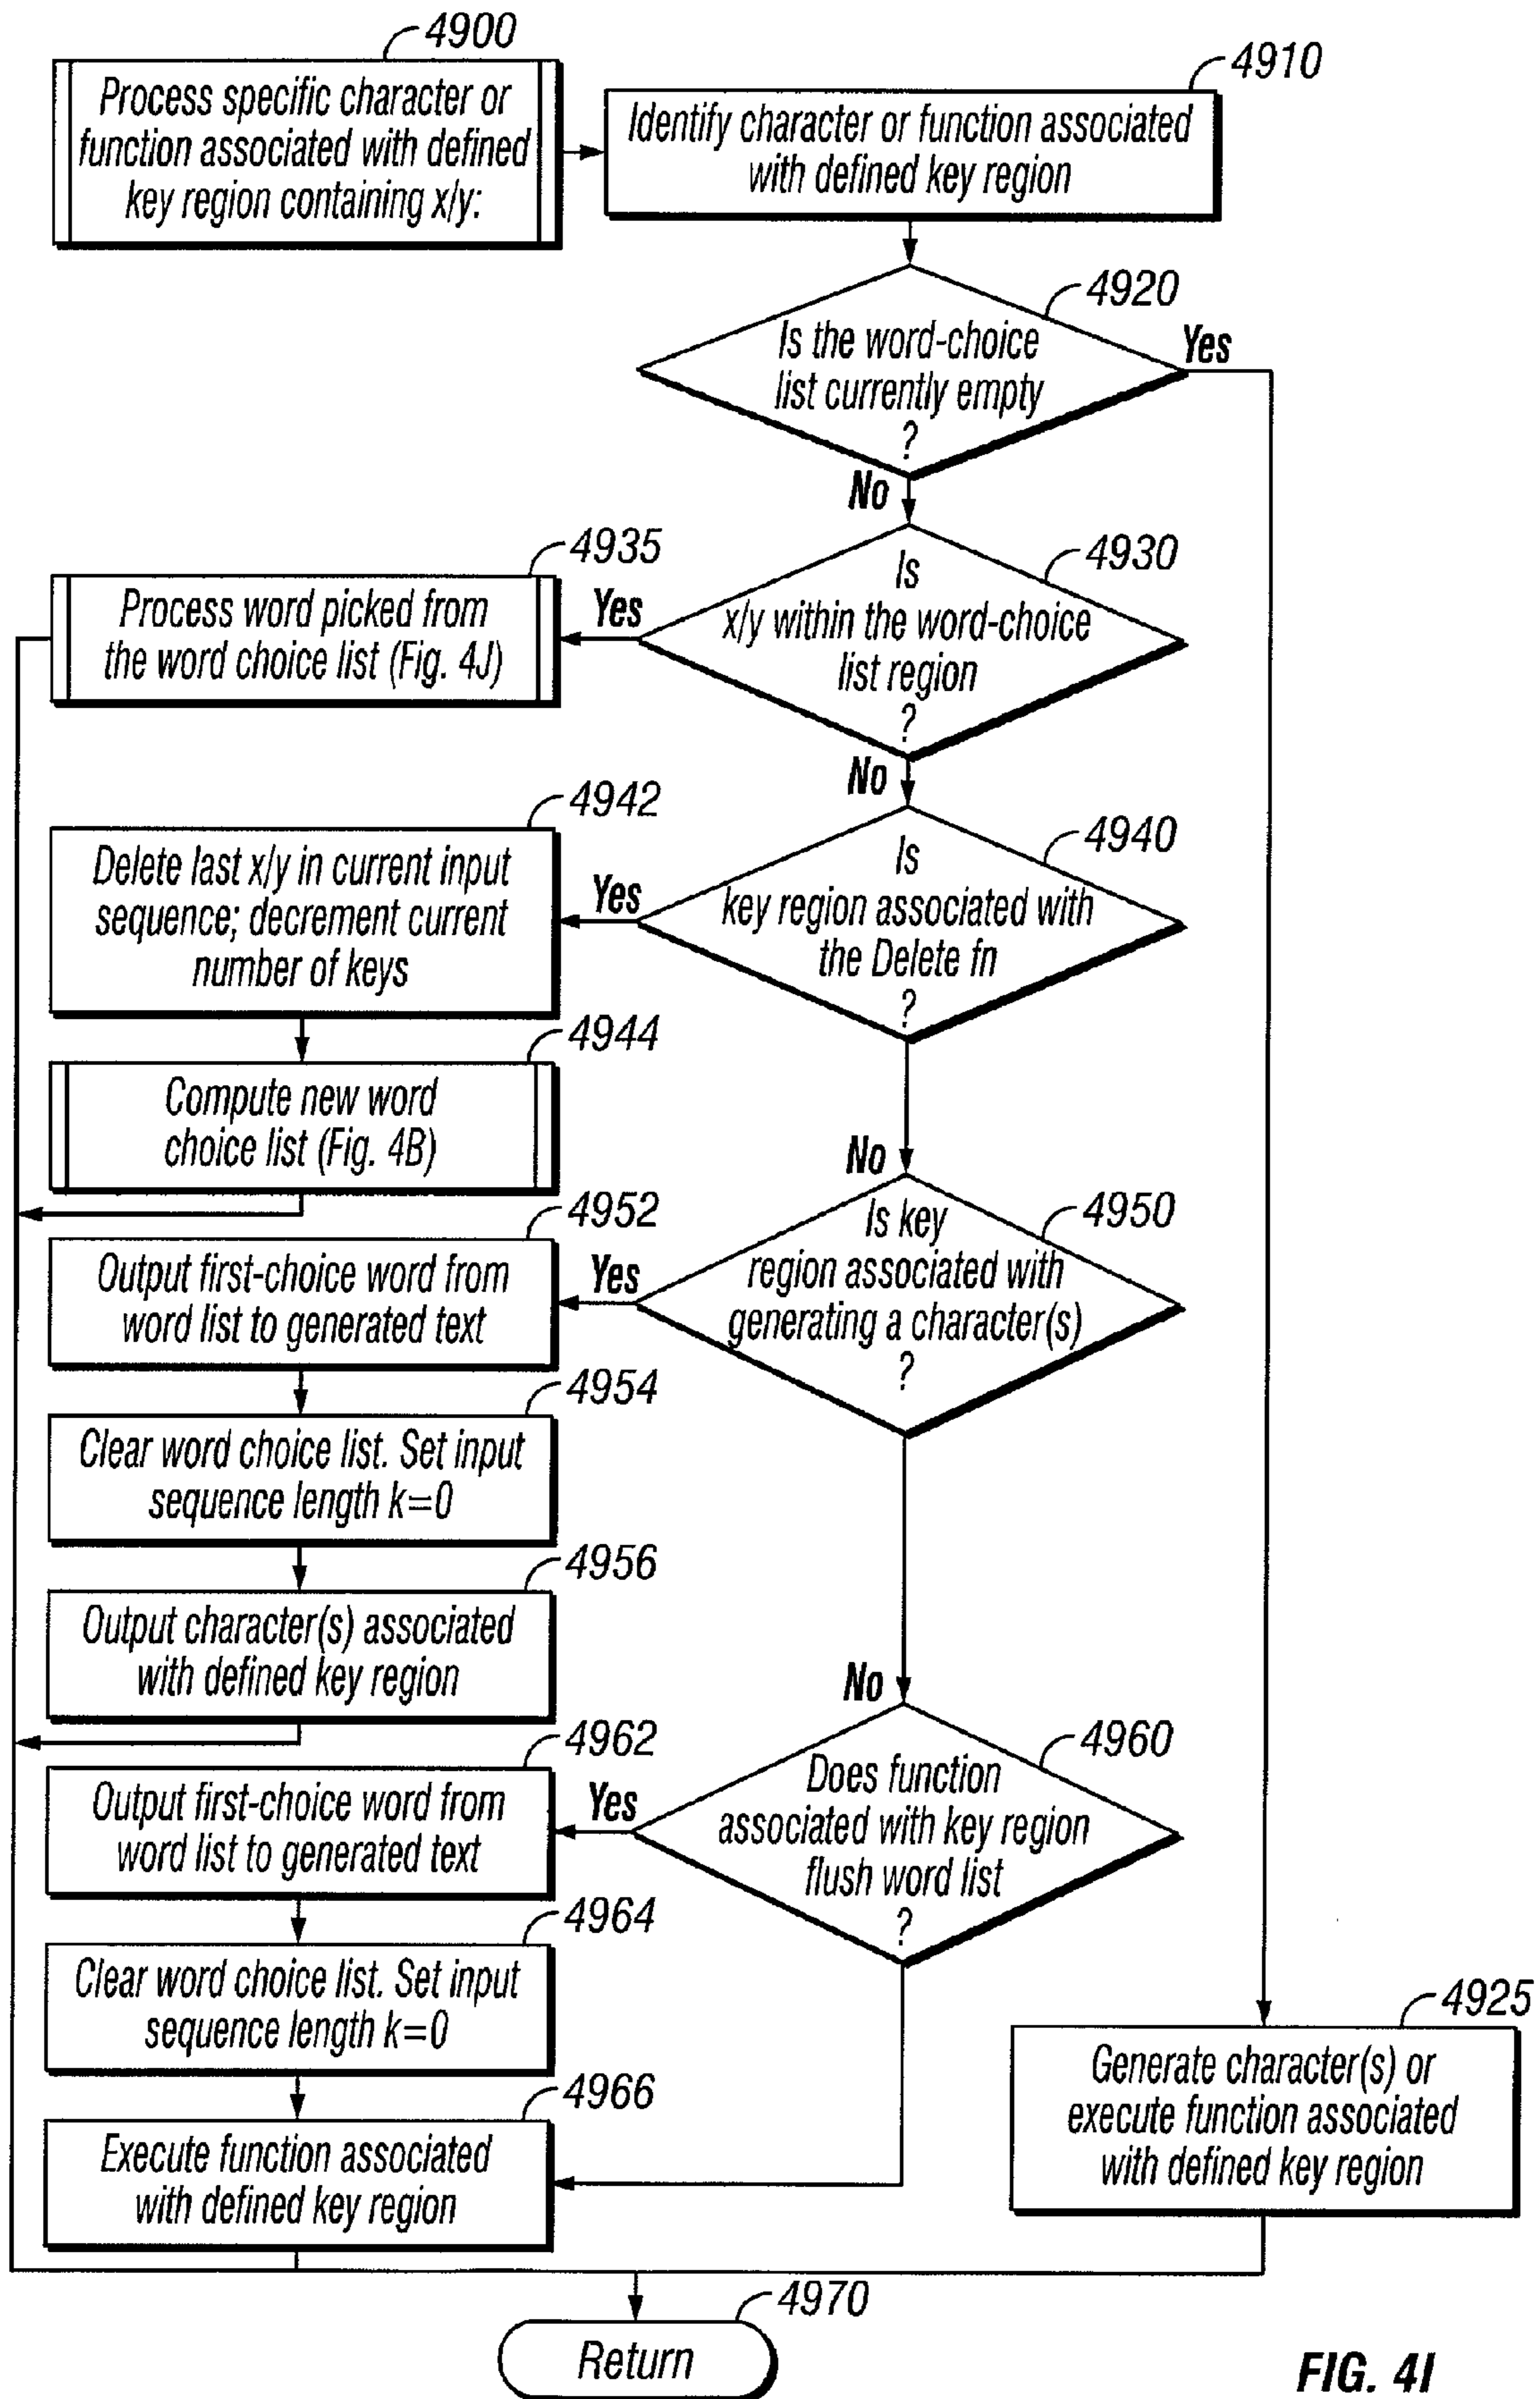 4900
Process specific character or
function associated with defined
key region containing x/y:
4910
Identify character or function associated
with defined key region
4920
Is the word-choice
list currently empty
?
Yes
No
4930
Is
x/y within the word-choice
list region
?
Yes
No
4935
Process word picked from
the word choice list (Fig. 4J)
4940
Is
key region associated with
the Delete fn
?
Yes
No
4942
Delete last x/y in current input
sequence; decrement current
number of keys
4944
Compute new word
choice list (Fig. 4B)
4950
Is key
region associated with
generating a character(s)
?
Yes
No
4952
Output first-choice word from
word list to generated text
4954
Clear word choice list. Set input
sequence length k=0
4956
Output character(s) associated
with defined key region
4960
Does function
associated with key region
flush word list
?
Yes
4962
Output first-choice word from
word list to generated text
4964
Clear word choice list. Set input
sequence length k=0
4966
Execute function associated
with defined key region
4925
Generate character(s) or
execute function associated
with defined key region
4970
Return
FIG. 4I